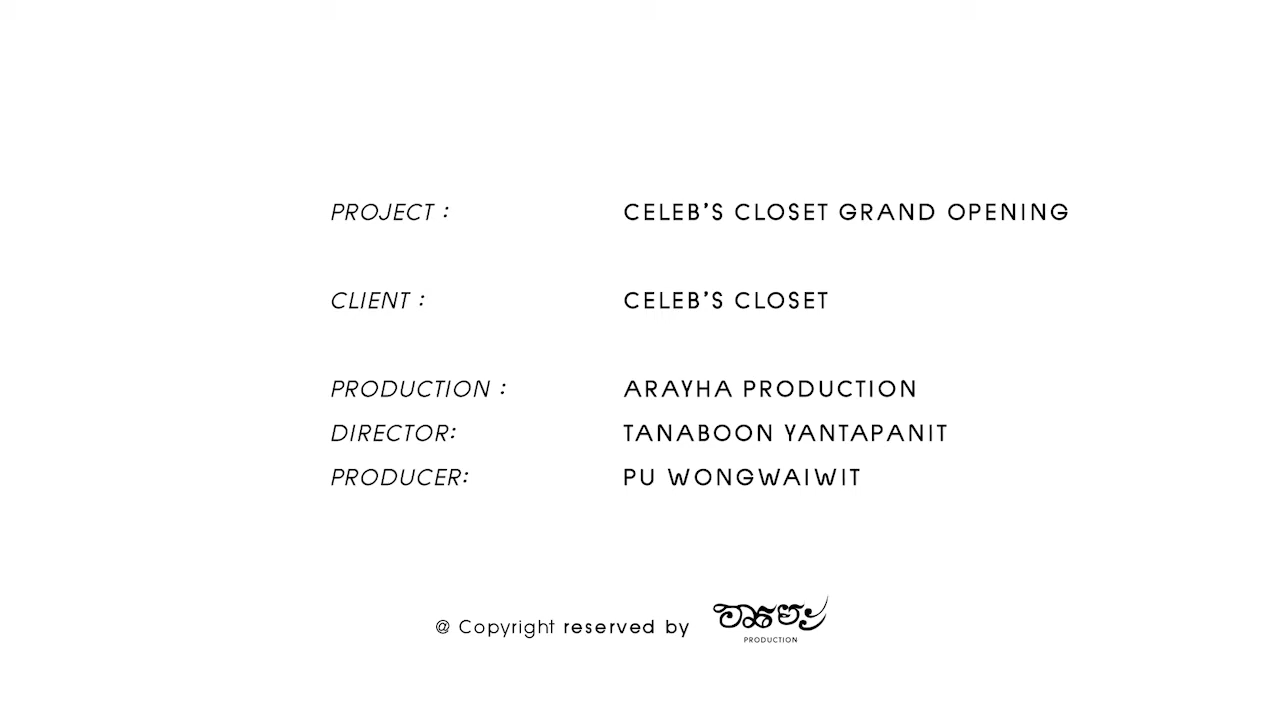 PROJECT : CELEB'S CLOSET GRAND OPENING
CLIENT : CELEB'S CLOSET
PRODUCTION : ARAYHA PRODUCTION
DIRECTOR: TANABOON YANTAPANIT
PRODUCER: PU WONGWAIWIT
@ Copyright reserved by
PRODUCTION